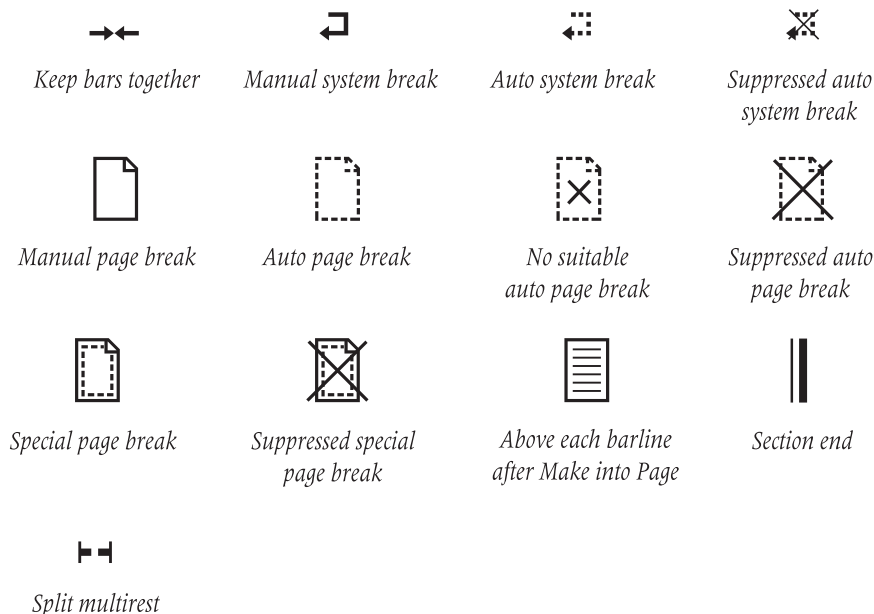 Keep bars together
Manual system break
Auto system break
Suppressed auto
system break
Manual page break
Auto page break
No suitable
auto page break
Suppressed auto
page break
Special page break
Suppressed special
page break
Above each barline
after Make into Page
Section end
Split multirest